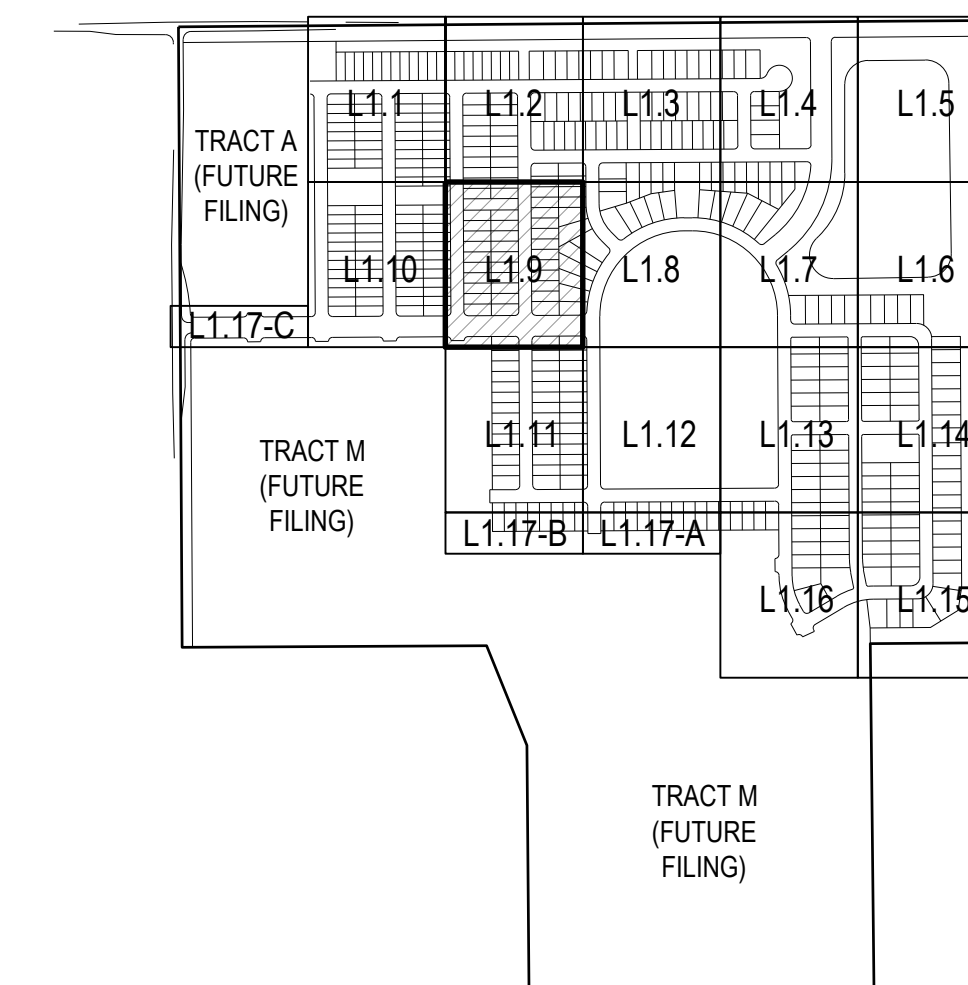 L1.1
L1.2
L1.3
L1.4
L1.5
TRACT A
(FUTURE
FILING)
L1.10
L1.9
L1.8
L1.7
L1.6
L1.17-C
TRACT M
(FUTURE
FILING)
L1.11
L1.12
L1.13
L1.14
L1.17-B
L1.17-A
L1.16
L1.15
TRACT M
(FUTURE
FILING)